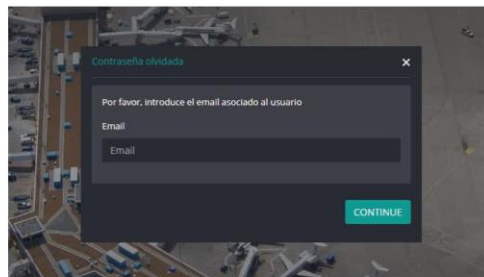 Contraseña olvidada
Por favor, introduce el email asociado al usuario
Email
Email
CONTINUE